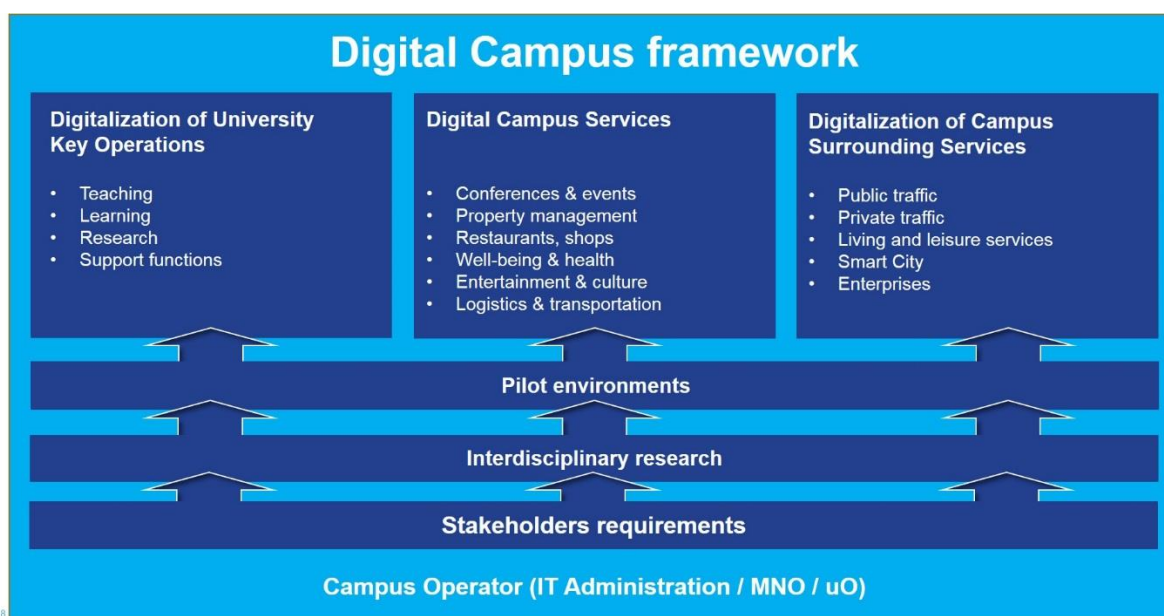 Digital Campus framework
Digitalization of University
Key Operations
• Teaching
• Learning
• Research
• Support functions
Digital Campus Services
• Conferences & events
• Property management
• Restaurants, shops
• Well-being & health
• Entertainment & culture
• Logistics & transportation
Digitalization of Campus
Surrounding Services
• Public traffic
• Private traffic
• Living and leisure services
• Smart City
• Enterprises
Pilot environments
Interdisciplinary research
Stakeholders requirements
Campus Operator (IT Administration / MNO / uO)
8